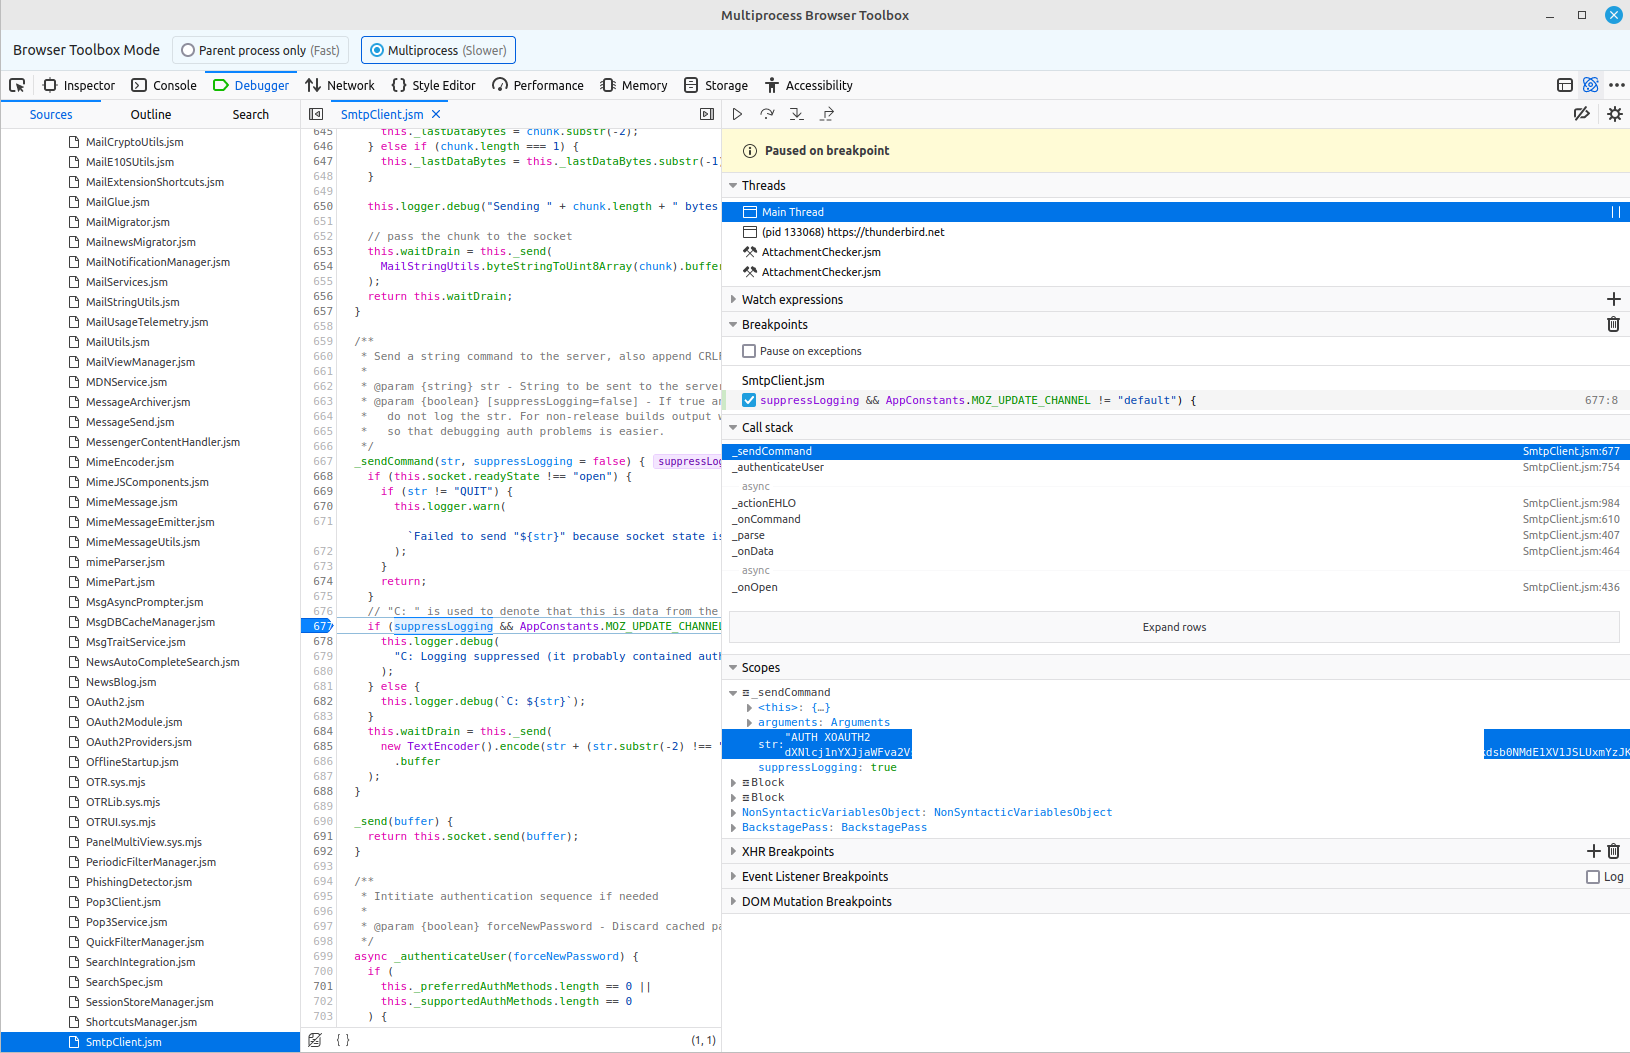 Multiprocess Browser Toolbox
Browser Toolbox Mode
Parent process only (Fast)
Multiprocess (Slower)
Inspector
Console
Debugger
Network
Style Editor
Performance
Memory
Storage
Accessibility
Sources
Outline
Search
MailCryptoUtils.jsm
MailE10SUtils.jsm
MailExtensionShortcuts.jsm
MailGlue.jsm
MailMigrator.jsm
MailnewsMigrator.jsm
MailNotificationManager.jsm
MailServices.jsm
MailStringUtils.jsm
MailUsageTelemetry.jsm
MailUtils.jsm
MailViewManager.jsm
MDNService.jsm
MessageArchiver.jsm
MessageSend.jsm
MessengerContentHandler.jsm
MimeEncoder.jsm
MimeJSComponents.jsm
MimeMessage.jsm
MimeMessageEmitter.jsm
MimeMessageUtils.jsm
mimeParser.jsm
MimePart.jsm
MsgAsyncPrompter.jsm
MsgDBCacheManager.jsm
MsgTraitService.jsm
NewsAutoCompleteSearch.jsm
NewsBlog.jsm
OAuth2.jsm
OAuth2Module.jsm
OAuth2Providers.jsm
OfflineStartup.jsm
OTR.sys.mjs
OTRLib.sys.mjs
OTRUI.sys.mjs
PanelMultiView.sys.mjs
PeriodicFilterManager.jsm
PhishingDetector.jsm
Pop3Client.jsm
Pop3Service.jsm
QuickFilterManager.jsm
SearchIntegration.jsm
SearchSpec.jsm
SessionStoreManager.jsm
ShortcutsManager.jsm
SmtpClient.jsm
SmtpClient.jsm
645 this._lastDataBytes = chunk.substr(-2);
646 } else if (chunk.length === 1) {
647 this._lastDataBytes = this._lastDataBytes.substr(-1)
648 }
649
650 this.logger.debug("Sending " + chunk.length + " bytes
651
652 // pass the chunk to the socket
653 this.waitDrain = this._send(
654 MailStringUtils.byteStringToUint8Array(chunk).buffer
655 );
656 return this.waitDrain;
657 }
658
659 /**
660 * Send a string command to the server, also append CRLF
661 *
662 * @param {string} str - String to be sent to the server
663 * @param {boolean} [suppressLogging=false] - If true an
664 * do not log the str. For non-release builds output w
665 * so that debugging auth problems is easier.
666 */
667 _sendCommand(str, suppressLogging = false) { suppressLog
668 if (this.socket.readyState !== "open") {
669 if (str != "QUIT") {
670 this.logger.warn(
671
`Failed to send "${str}" because socket state is
672 );
673 }
674 return;
675 }
676 // "C: " is used to denote that this is data from the
677 if (suppressLogging && AppConstants.MOZ_UPDATE_CHANNEL
678 this.logger.debug(
679 "C: Logging suppressed (it probably contained aut
680 );
681 } else {
682 this.logger.debug(`C: ${str}`);
683 }
684 this.waitDrain = this._send(
685 new TextEncoder().encode(str + (str.substr(-2) !== "
686 .buffer
687 );
688 }
689
690 _send(buffer) {
691 return this.socket.send(buffer);
692 }
693
694 /**
695 * Intitiate authentication sequence if needed
696 *
697 * @param {boolean} forceNewPassword - Discard cached pa
698 */
699 async _authenticateUser(forceNewPassword) {
700 if (
701 this._preferredAuthMethods.length == 0 ||
702 this._supportedAuthMethods.length == 0
703 ) {
{ }
(1, 1)
Paused on breakpoint
Threads
Main Thread
(pid 133068) https://thunderbird.net
AttachmentChecker.jsm
AttachmentChecker.jsm
Watch expressions
Breakpoints
Pause on exceptions
SmtpClient.jsm
suppressLogging && AppConstants.MOZ_UPDATE_CHANNEL != "default") { 677:8
Call stack
_sendCommand SmtpClient.jsm:677
_authenticateUser SmtpClient.jsm:754
async
_actionEHLO SmtpClient.jsm:984
_onCommand SmtpClient.jsm:610
_parse SmtpClient.jsm:407
_onData SmtpClient.jsm:464
async
_onOpen SmtpClient.jsm:436
Expand rows
Scopes
_sendCommand
<this>: {…}
arguments: Arguments
str: "AUTH XOAUTH2
suppressLogging: true
Block
Block
NonSyntacticVariablesObject: NonSyntacticVariablesObject
BackstagePass: BackstagePass
XHR Breakpoints
Event Listener Breakpoints
Log
DOM Mutation Breakpoints